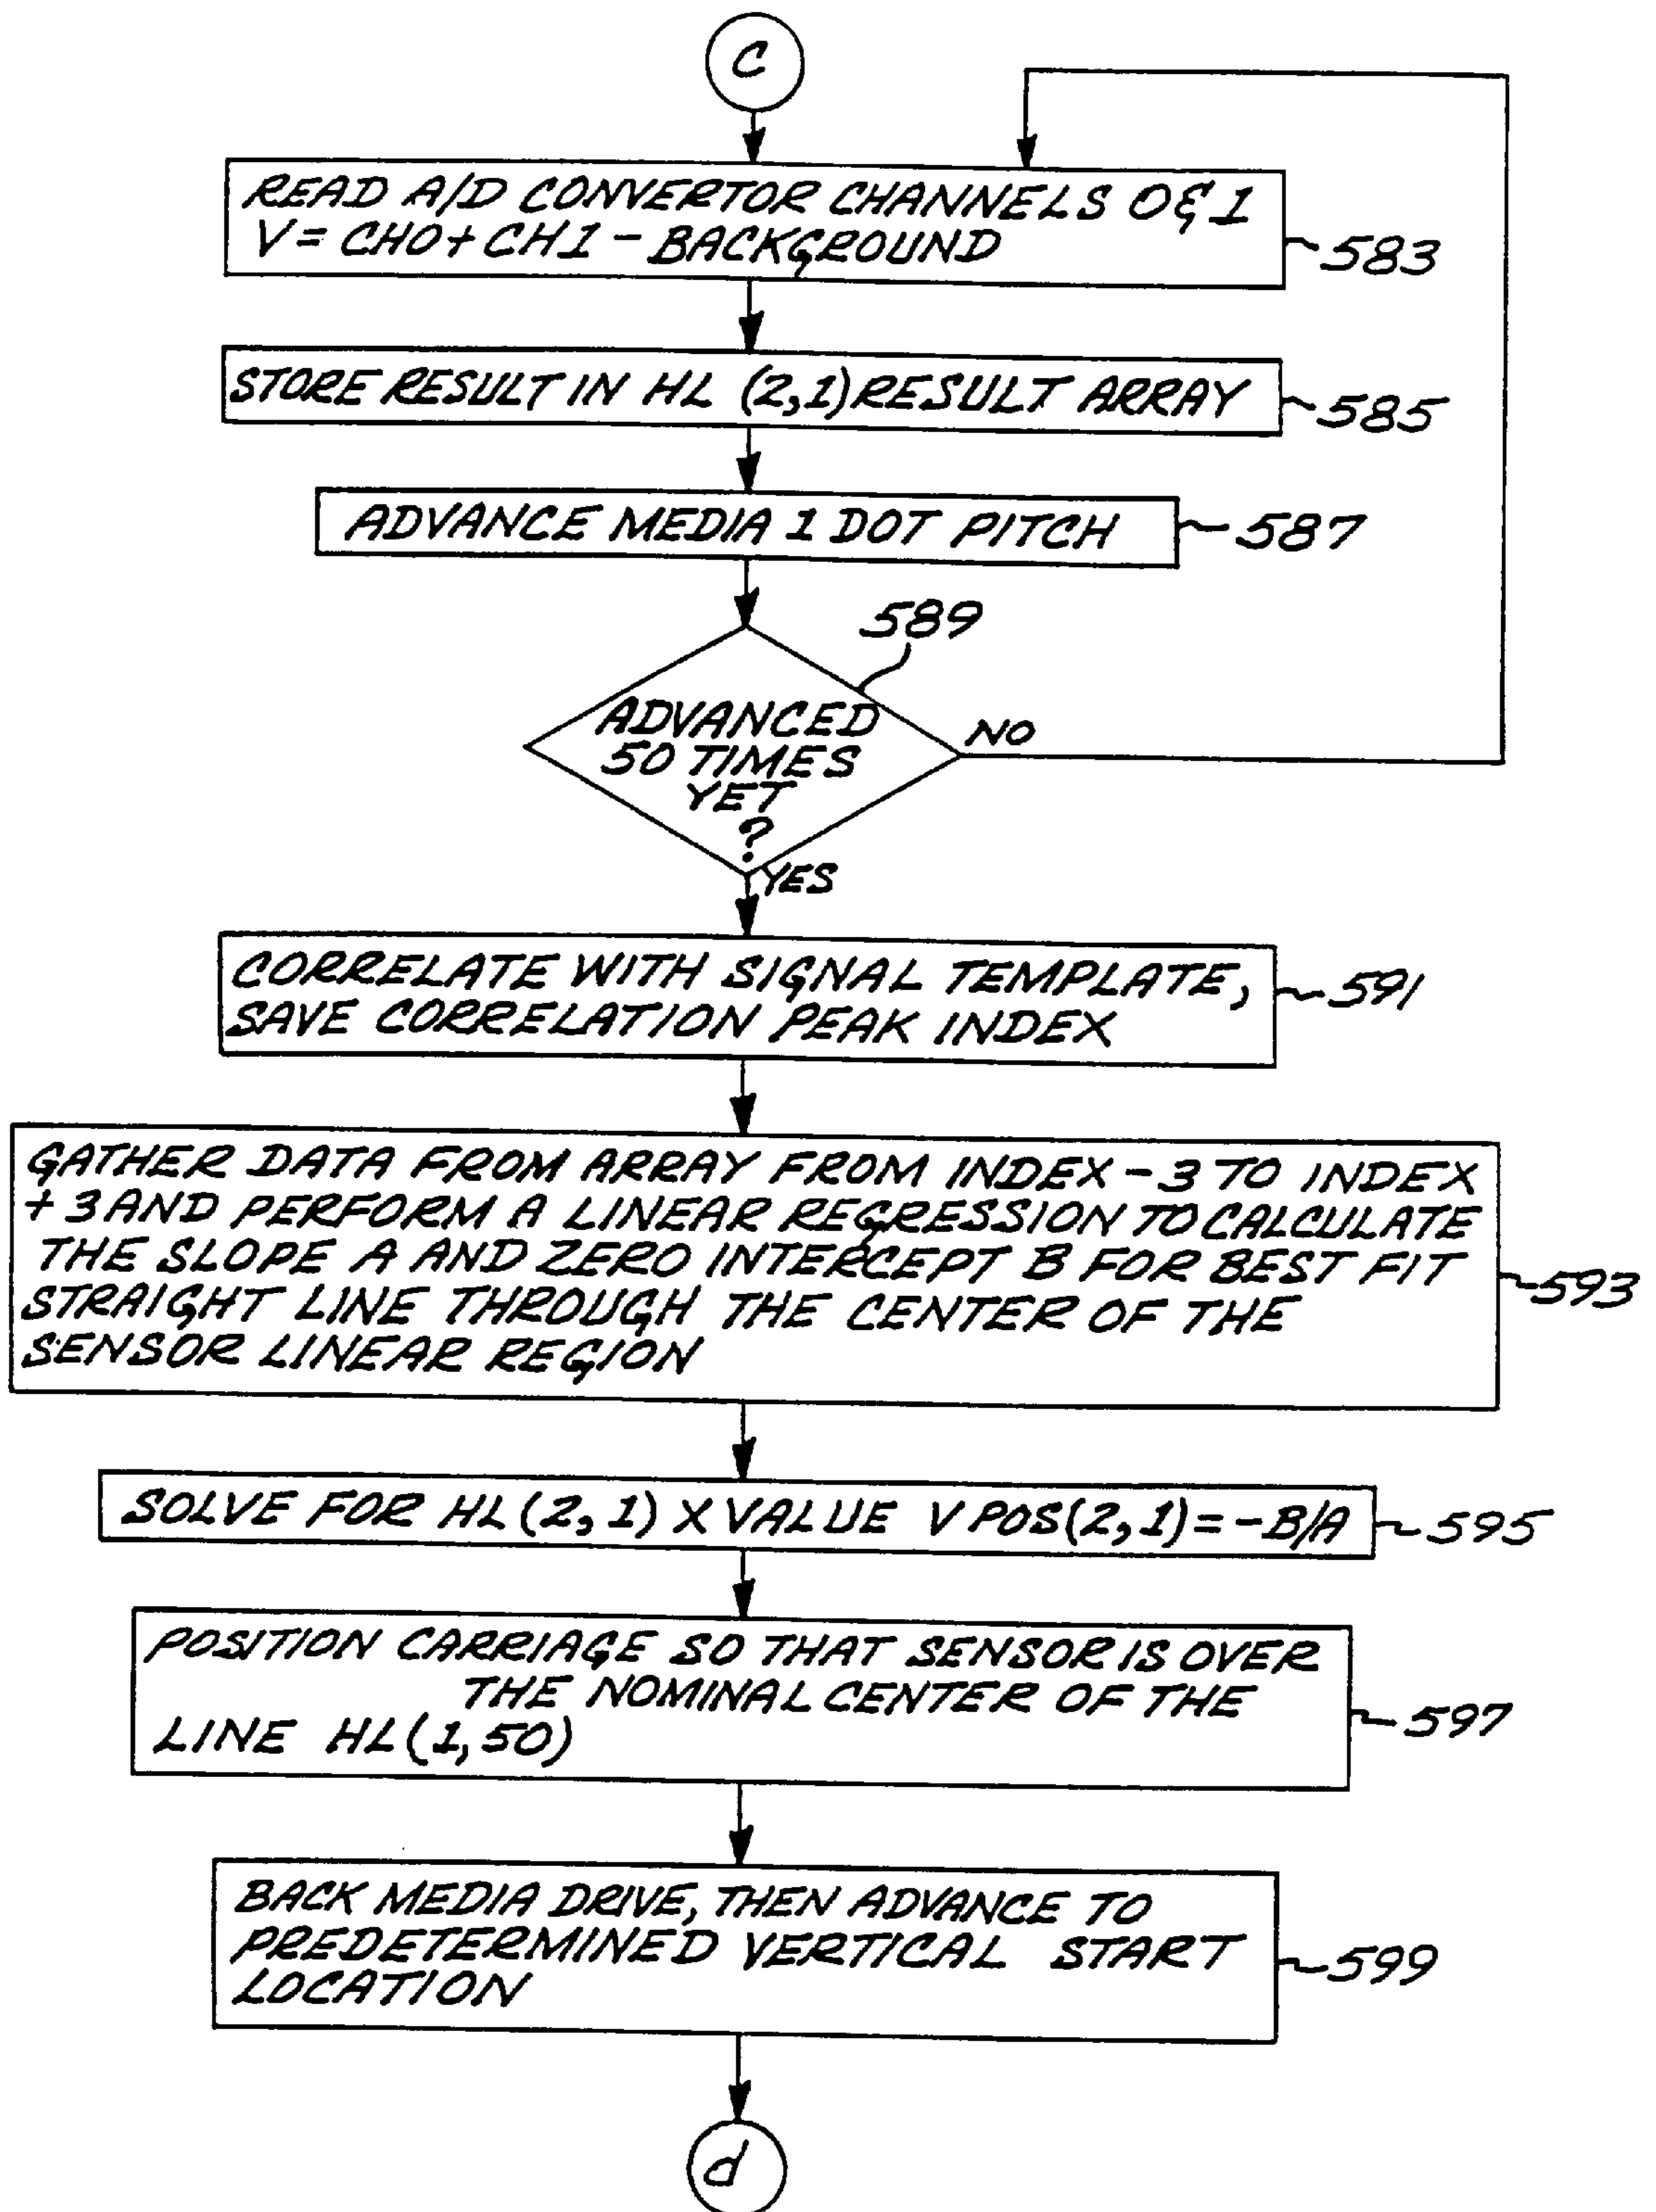 C
READ A/D CONVERTOR CHANNELS 0&1
V = CH0 + CH1 - BACKGROUND
583
STORE RESULT IN HL (2,1) RESULT ARRAY
585
ADVANCE MEDIA 1 DOT PITCH
587
589
ADVANCED
50 TIMES
YET
?
NO
YES
CORRELATE WITH SIGNAL TEMPLATE,
SAVE CORRELATION PEAK INDEX
591
GATHER DATA FROM ARRAY FROM INDEX - 3 TO INDEX
+ 3 AND PERFORM A LINEAR REGRESSION TO CALCULATE
THE SLOPE A AND ZERO INTERCEPT B FOR BEST FIT
STRAIGHT LINE THROUGH THE CENTER OF THE
SENSOR LINEAR REGION
593
SOLVE FOR HL(2,1) X VALUE V POS(2,1) = -B/A
595
POSITION CARRIAGE SO THAT SENSOR IS OVER
THE NOMINAL CENTER OF THE
LINE HL(1,50)
597
BACK MEDIA DRIVE, THEN ADVANCE TO
PREDETERMINED VERTICAL START
LOCATION
599
d